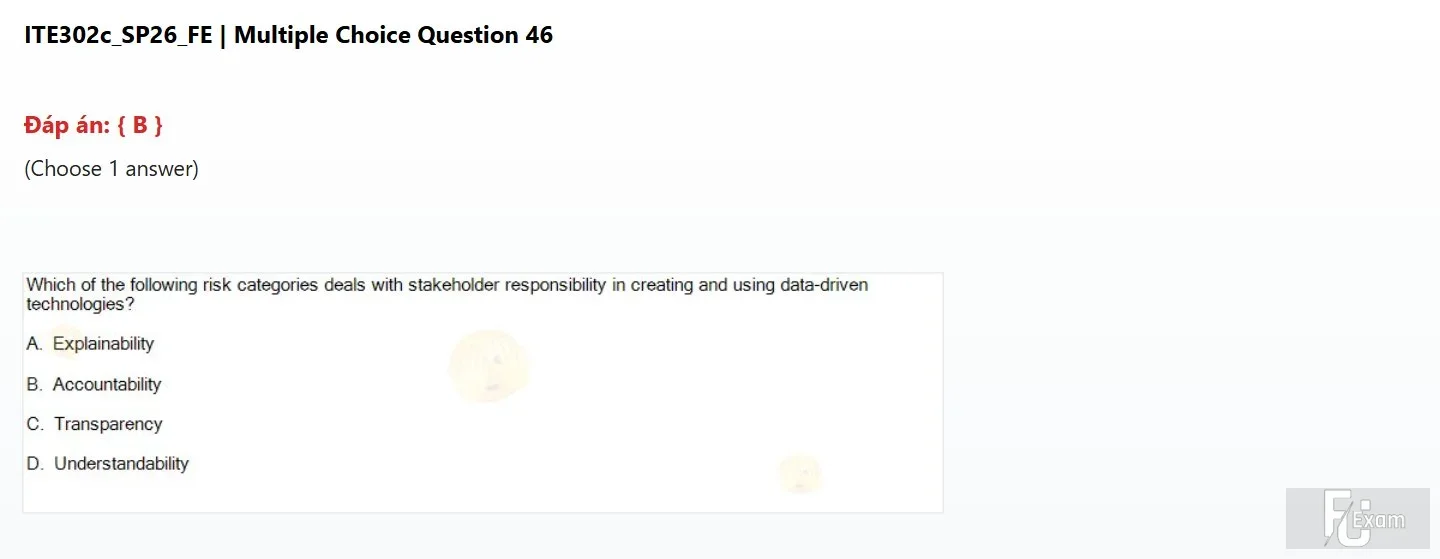 ITE302c_SP26_FE | Multiple Choice Question 46
Đáp án: { B }
(Choose 1 answer)
Which of the following risk categories deals with stakeholder responsibility in creating and using data-driven
technologies?
A. Explainability
B. Accountability
C. Transparency
D. Understandability
FU Exam